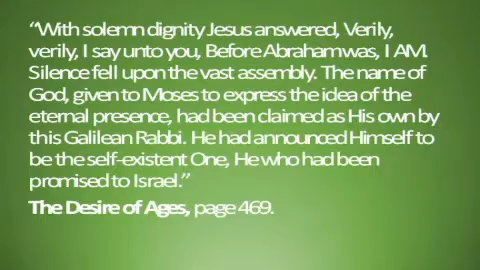 “With solemn dignity Jesus answered, Verily,
verily, I say unto you, Before Abraham was, I AM.
Silence fell upon the vast assembly. The name of
God, given to Moses to express the idea of the
eternal presence, had been claimed as His own by
this Galilean Rabbi. He had announced Himself to
be the self-existent One, He who had been
promised to Israel.”
The Desire of Ages, page 469.